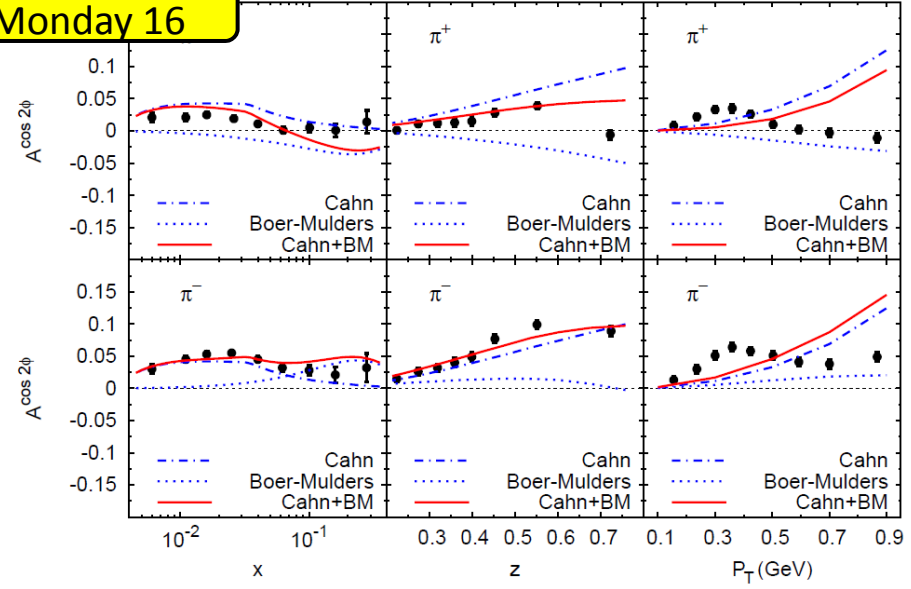 Monday 16
π+
π+
0.1
0.05
0
-0.05
-0.1
-0.15
A^cos 2ϕ
Cahn
Boer-Mulders
Cahn+BM
Cahn
Boer-Mulders
Cahn+BM
Cahn
Boer-Mulders
Cahn+BM
π−
π−
π−
0.15
0.1
0.05
0
-0.05
-0.1
-0.15
A^cos 2ϕ
Cahn
Boer-Mulders
Cahn+BM
Cahn
Boer-Mulders
Cahn+BM
Cahn
Boer-Mulders
Cahn+BM
10^-2 10^-1
0.3 0.4 0.5 0.6 0.7
0.1 0.3 0.5 0.7 0.9
x
z
P_T (GeV)